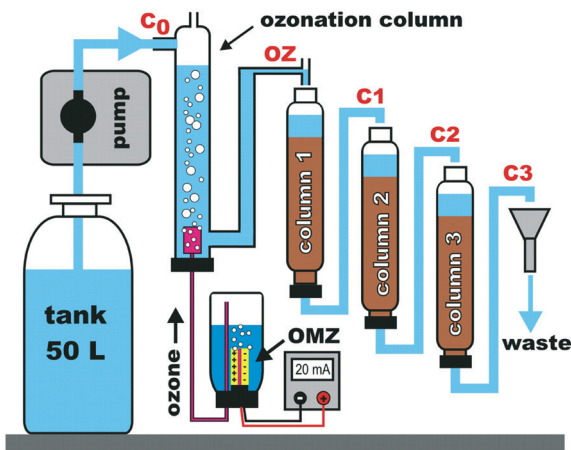 C0
ozonation column
OZ
pump
C1
C2
C3
column 1
column 2
column 3
tank
50 L
ozone
OMZ
20 mA
waste